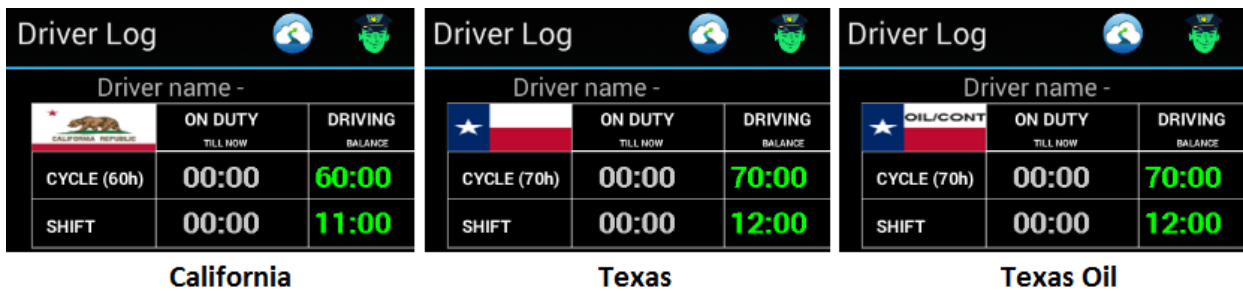 Driver Log
Driver name -
CALIFORNIA REPUBLIC
ON DUTY
TILL NOW
DRIVING
BALANCE
CYCLE (60h) 00:00 60:00
SHIFT 00:00 11:00
California
Driver Log
Driver name -
ON DUTY
TILL NOW
DRIVING
BALANCE
CYCLE (70h) 00:00 70:00
SHIFT 00:00 12:00
Texas
Driver Log
Driver name -
OIL/CONT
ON DUTY
TILL NOW
DRIVING
BALANCE
CYCLE (70h) 00:00 70:00
SHIFT 00:00 12:00
Texas Oil